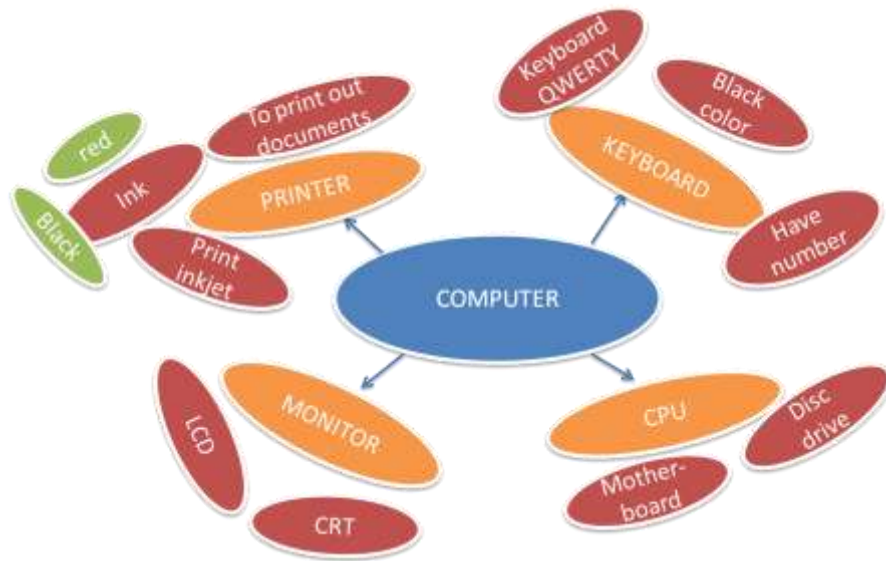 Keyboard
QWERTY
Black
color
To print out
documents
red
Ink
KEYBOARD
PRINTER
Black
Have
number
Print
inkjet
COMPUTER
LCD
MONITOR
CPU
Disc
drive
Mother-
board
CRT